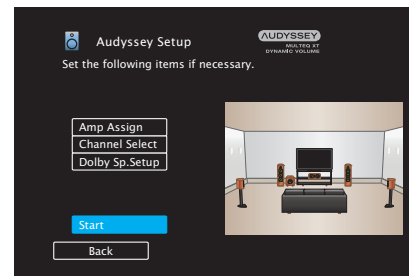 Audyssey Setup
AUDYSSEY
MULTEQ XT
DYNAMIC VOLUME
Set the following items if necessary.
Amp Assign
Channel Select
Dolby Sp.Setup
Start
Back